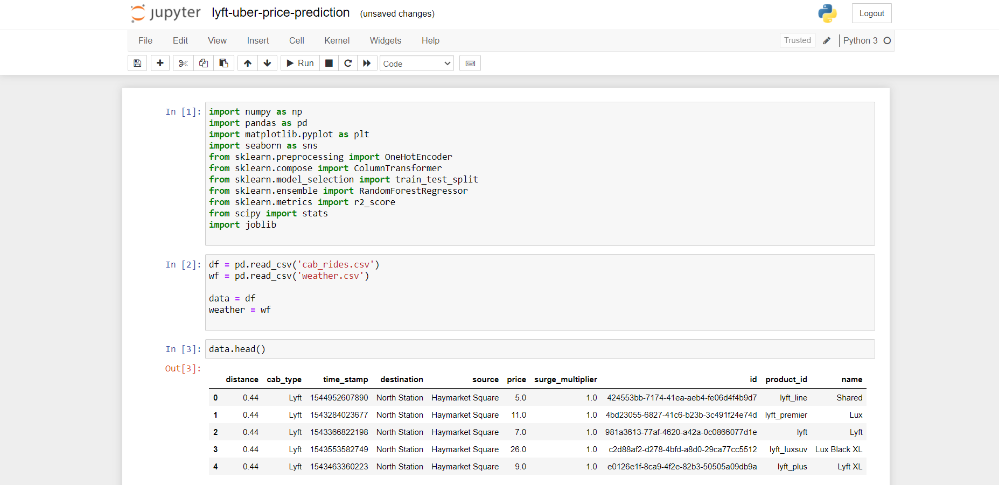 jupyter lyft-uber-price-prediction (unsaved changes) Logout
File Edit View Insert Cell Kernel Widgets Help Trusted Python 3
Run Code
In [1]: import numpy as np
import pandas as pd
import matplotlib.pyplot as plt
import seaborn as sns
from sklearn.preprocessing import OneHotEncoder
from sklearn.compose import ColumnTransformer
from sklearn.model_selection import train_test_split
from sklearn.ensemble import RandomForestRegressor
from sklearn.metrics import r2_score
from scipy import stats
import joblib
In [2]: df = pd.read_csv('cab_rides.csv')
wf = pd.read_csv('weather.csv')
data = df
weather = wf
In [3]: data.head()
Out[3]:
distance cab_type time_stamp destination source price surge_multiplier id product_id name
0 0.44 Lyft 1544952607890 North Station Haymarket Square 5.0 1.0 424553bb-7174-41ea-aeb4-fe06d4f4b9d7 lyft_line Shared
1 0.44 Lyft 1543284023677 North Station Haymarket Square 11.0 1.0 4bd23055-6827-41c6-b23b-3c491f24e74d lyft_premier Lux
2 0.44 Lyft 1543366822198 North Station Haymarket Square 7.0 1.0 981a3613-77af-4620-a42a-0c0866077d1e lyft Lyft
3 0.44 Lyft 1543553582749 North Station Haymarket Square 26.0 1.0 c2d88af2-d278-4bfd-a8d0-29ca77cc5512 lyft_luxsuv Lux Black XL
4 0.44 Lyft 1543463360223 North Station Haymarket Square 9.0 1.0 e0126e1f-8ca9-4f2e-82b3-50505a09db9a lyft_plus Lyft XL